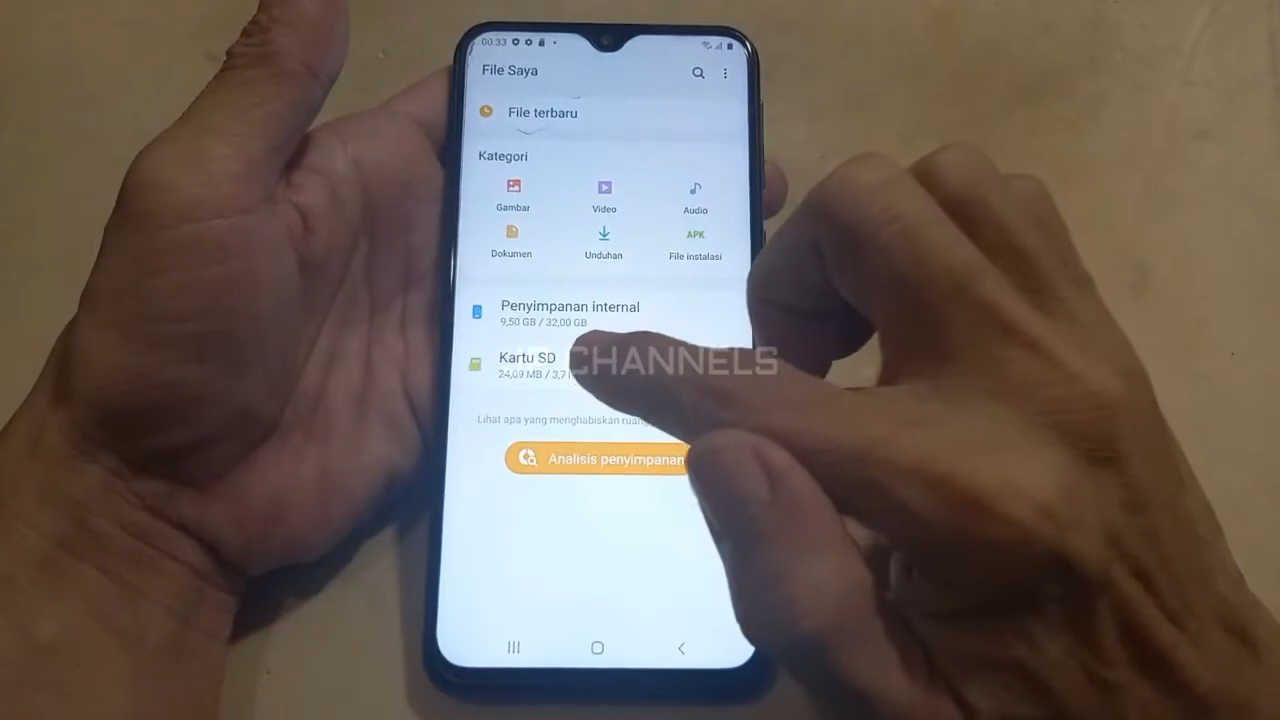 00.33
File Saya
File terbaru
Kategori
Gambar Video Audio
APK
Dokumen Unduhan File instalasi
Penyimpanan internal
9,50 GB / 32,00 GB
Kartu SD
24,09 MB / 3,7
CHANNELS
Lihat apa yang menghabiskan ruang
Analisis penyimpanan